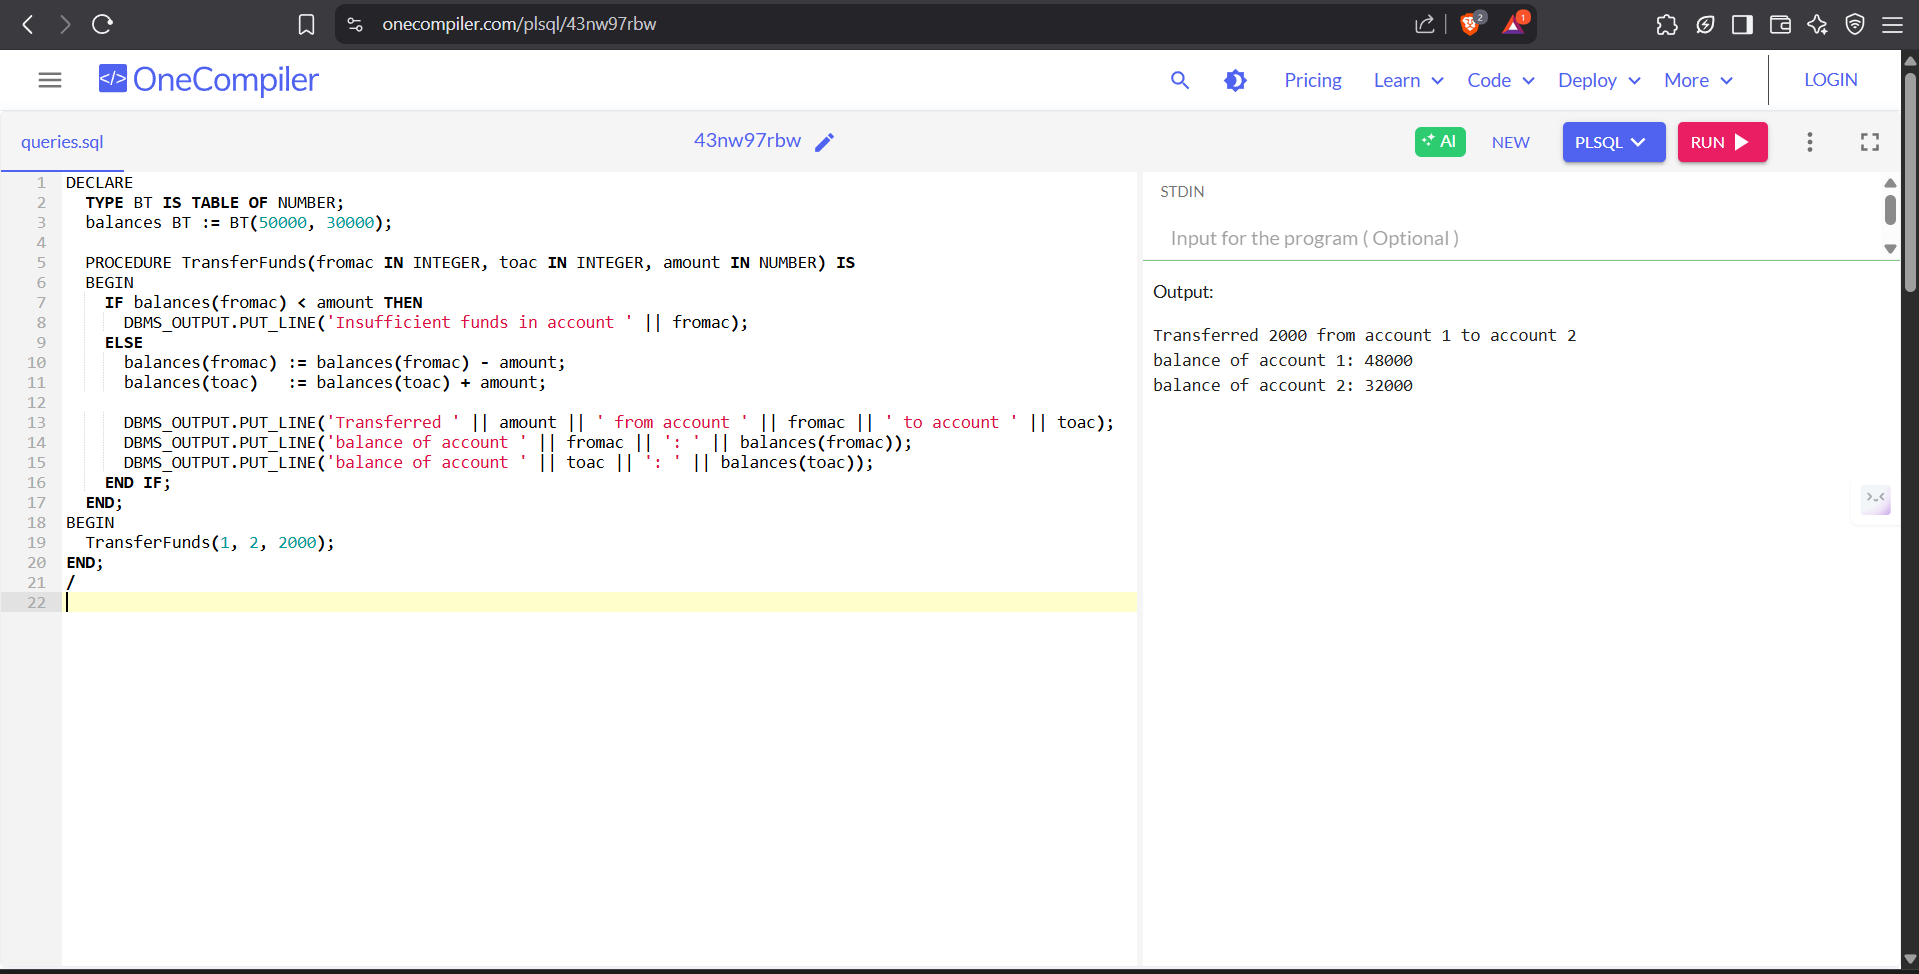 onecompiler.com/plsql/43nw97rbw
2
1
</> OneCompiler
Pricing
Learn
Code
Deploy
More
LOGIN
queries.sql
43nw97rbw
AI
NEW
PLSQL
RUN
1 DECLARE
2   TYPE BT IS TABLE OF NUMBER;
3   balances BT := BT(50000, 30000);
4
5   PROCEDURE TransferFunds(fromac IN INTEGER, toac IN INTEGER, amount IN NUMBER) IS
6   BEGIN
7     IF balances(fromac) < amount THEN
8       DBMS_OUTPUT.PUT_LINE('Insufficient funds in account ' || fromac);
9     ELSE
10       balances(fromac) := balances(fromac) - amount;
11       balances(toac)   := balances(toac) + amount;
12
13       DBMS_OUTPUT.PUT_LINE('Transferred ' || amount || ' from account ' || fromac || ' to account ' || toac);
14       DBMS_OUTPUT.PUT_LINE('balance of account ' || fromac || ': ' || balances(fromac));
15       DBMS_OUTPUT.PUT_LINE('balance of account ' || toac || ': ' || balances(toac));
16     END IF;
17   END;
18 BEGIN
19   TransferFunds(1, 2, 2000);
20 END;
21 /
22
STDIN
Input for the program ( Optional )
Output:
Transferred 2000 from account 1 to account 2
balance of account 1: 48000
balance of account 2: 32000